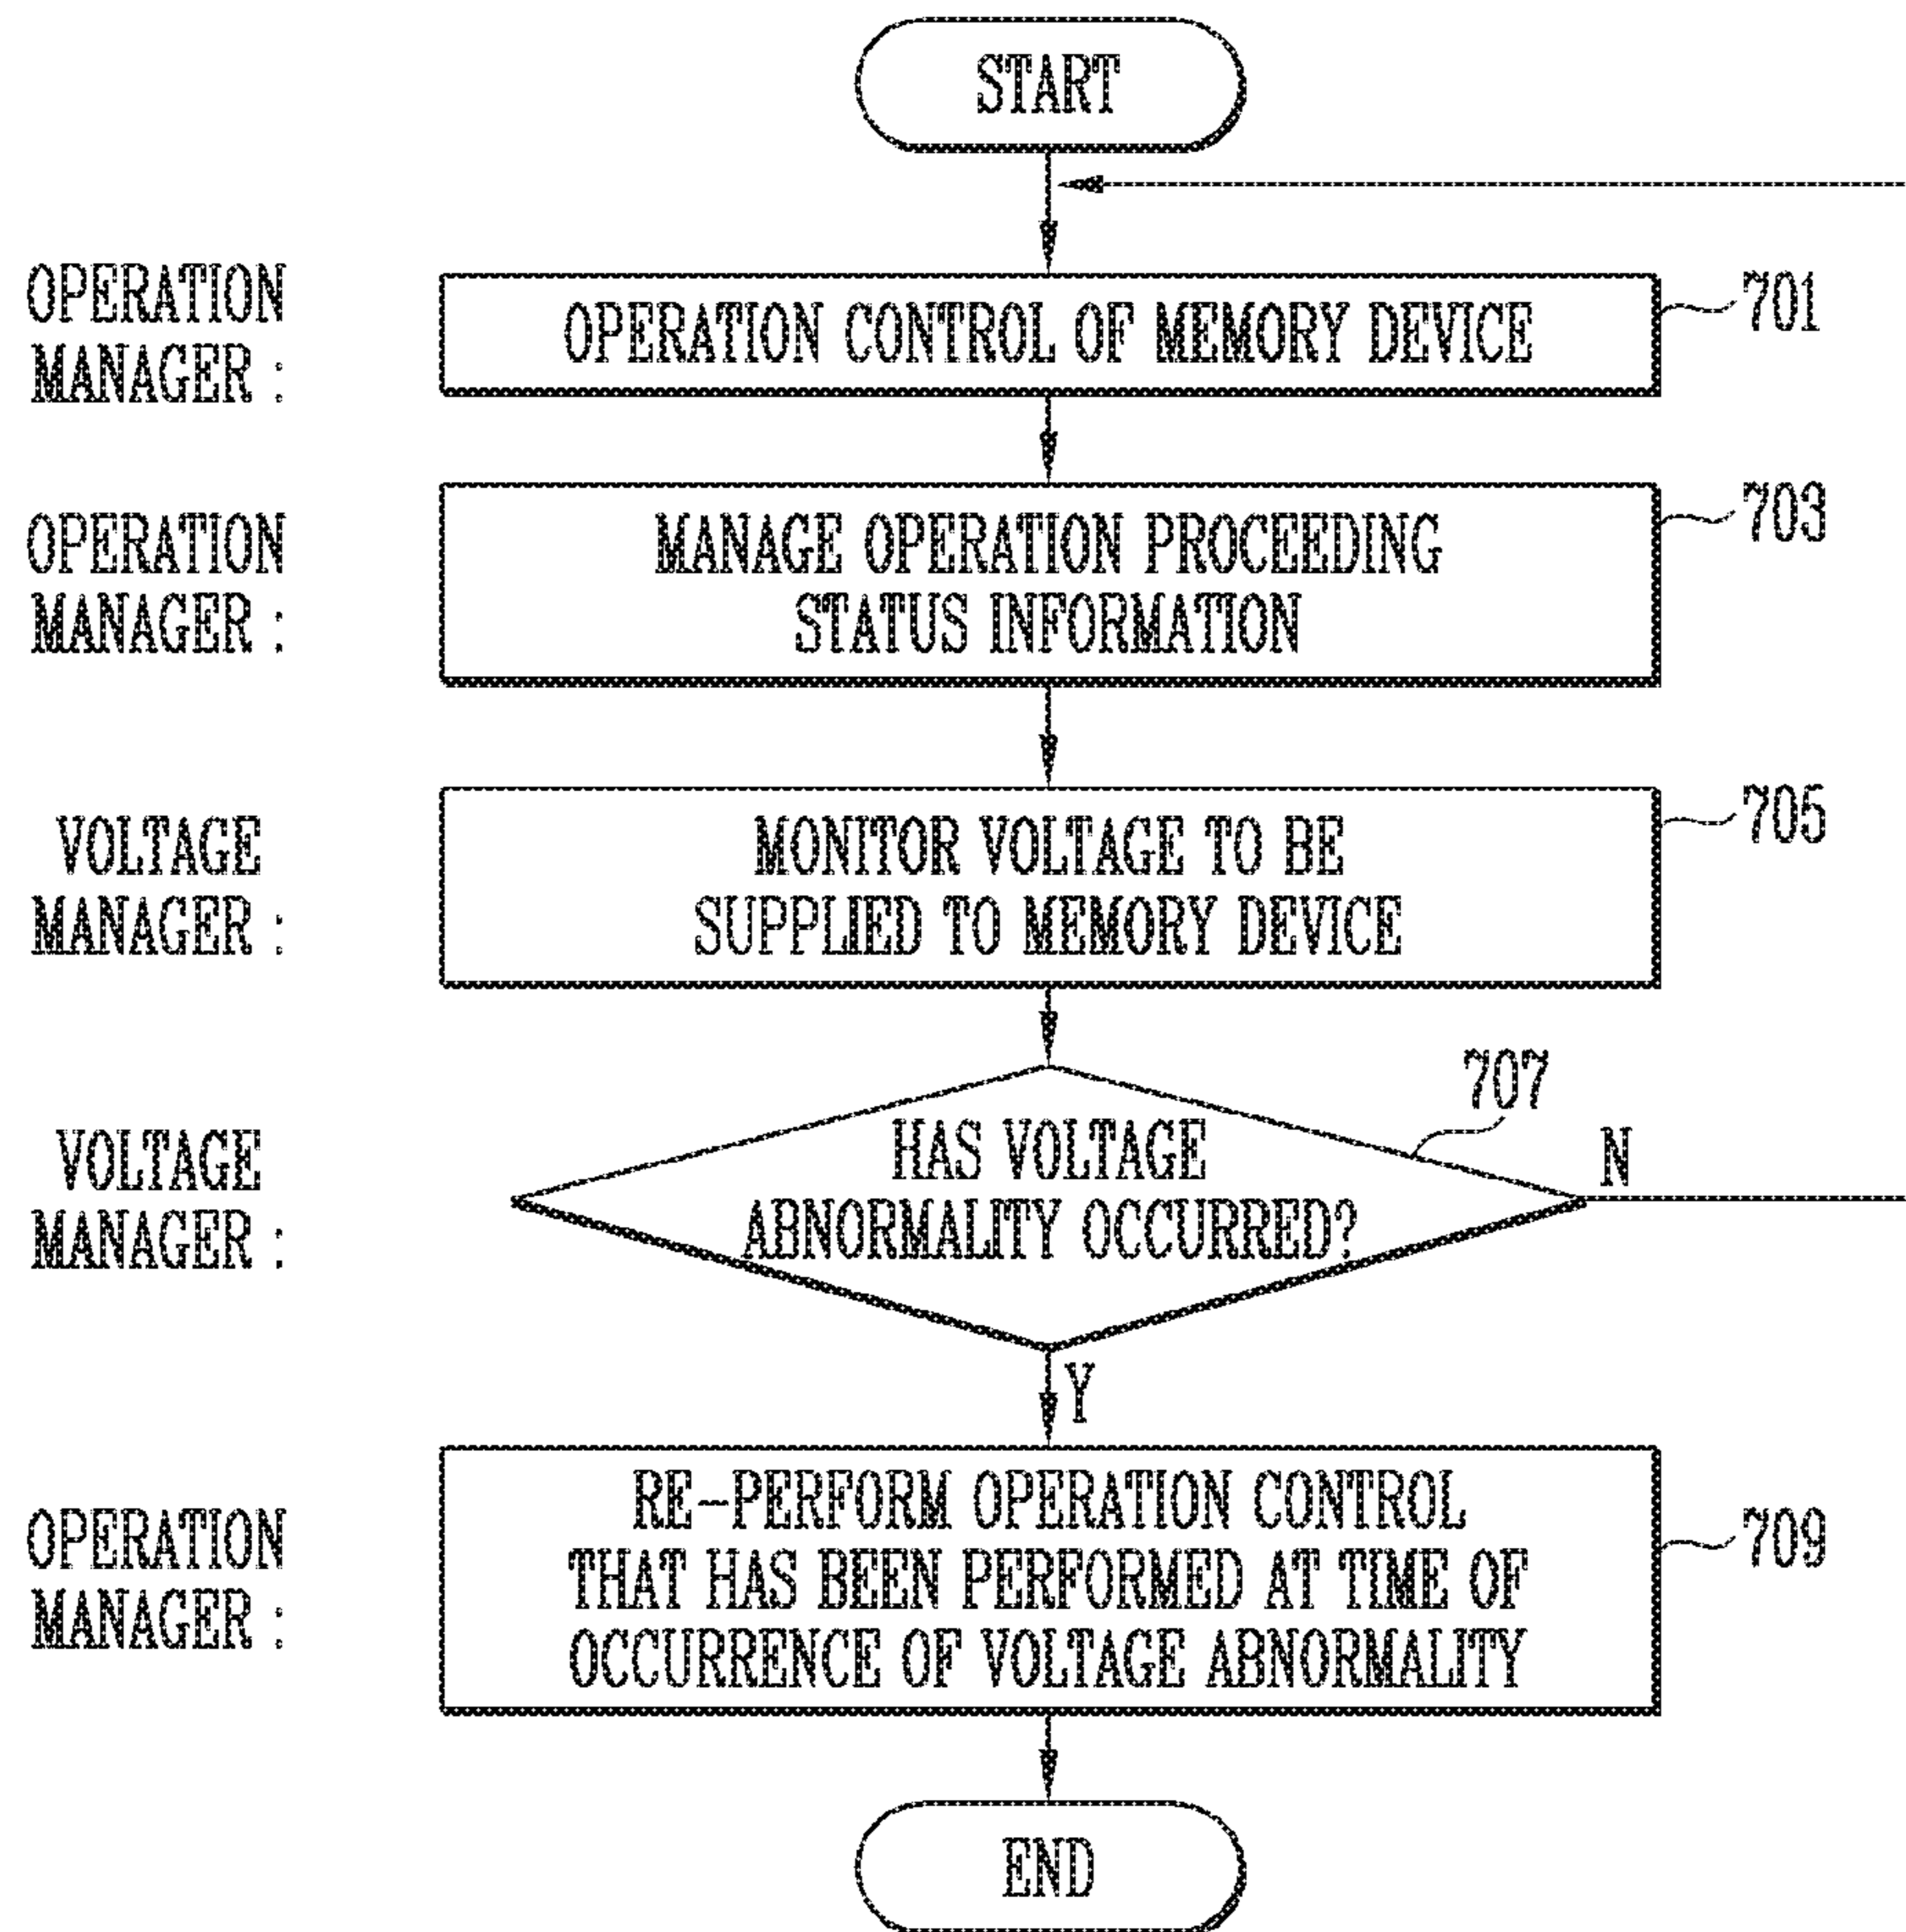 START
OPERATION
MANAGER :
OPERATION CONTROL OF MEMORY DEVICE
701
OPERATION
MANAGER :
MANAGE OPERATION PROCEEDING
STATUS INFORMATION
703
VOLTAGE
MANAGER :
MONITOR VOLTAGE TO BE
SUPPLIED TO MEMORY DEVICE
705
VOLTAGE
MANAGER :
HAS VOLTAGE
ABNORMALITY OCCURRED?
707
N
Y
OPERATION
MANAGER :
RE-PERFORM OPERATION CONTROL
THAT HAS BEEN PERFORMED AT TIME OF
OCCURRENCE OF VOLTAGE ABNORMALITY
709
END